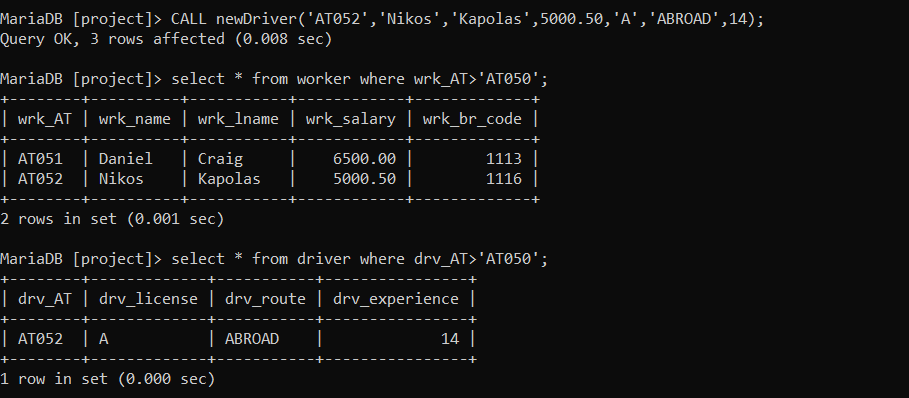 MariaDB [project]> CALL newDriver('AT052','Nikos','Kapolas',5000.50,'A','ABROAD',14);
Query OK, 3 rows affected (0.008 sec)
MariaDB [project]> select * from worker where wrk_AT>'AT050';
+--------+----------+-----------+------------+-------------+
| wrk_AT | wrk_name | wrk_lname | wrk_salary | wrk_br_code |
+--------+----------+-----------+------------+-------------+
| AT051  | Daniel   | Craig     |    6500.00 |        1113 |
| AT052  | Nikos    | Kapolas   |    5000.50 |        1116 |
+--------+----------+-----------+------------+-------------+
2 rows in set (0.001 sec)
MariaDB [project]> select * from driver where drv_AT>'AT050';
+--------+-------------+-----------+----------------+
| drv_AT | drv_license | drv_route | drv_experience |
+--------+-------------+-----------+----------------+
| AT052  | A           | ABROAD    |             14 |
+--------+-------------+-----------+----------------+
1 row in set (0.000 sec)